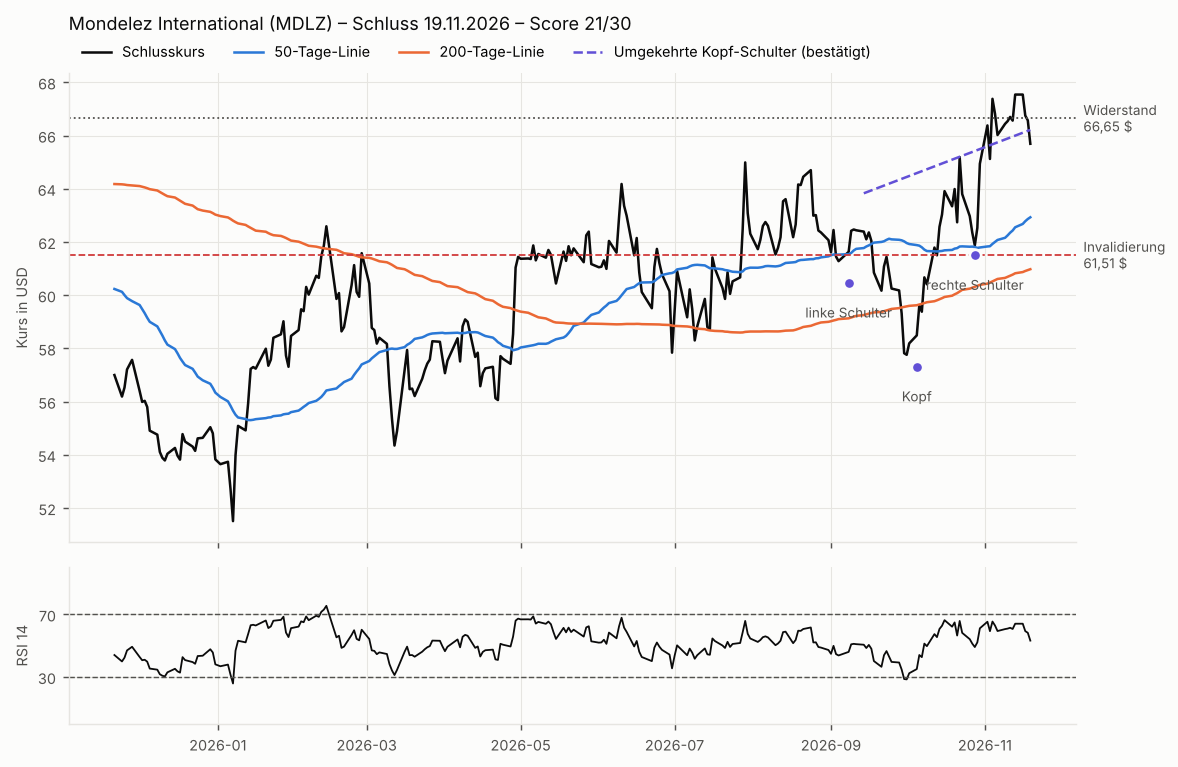 Mondelez International (MDLZ) – Schluss 19.11.2026 – Score 21/30
Schlusskurs
50-Tage-Linie
200-Tage-Linie
Umgekehrte Kopf-Schulter (bestätigt)
Kurs in USD
68
66
64
62
60
58
56
54
52
Widerstand
66,65 $
Invalidierung
61,51 $
rechte Schulter
linke Schulter
Kopf
RSI 14
70
30
2026-01
2026-03
2026-05
2026-07
2026-09
2026-11